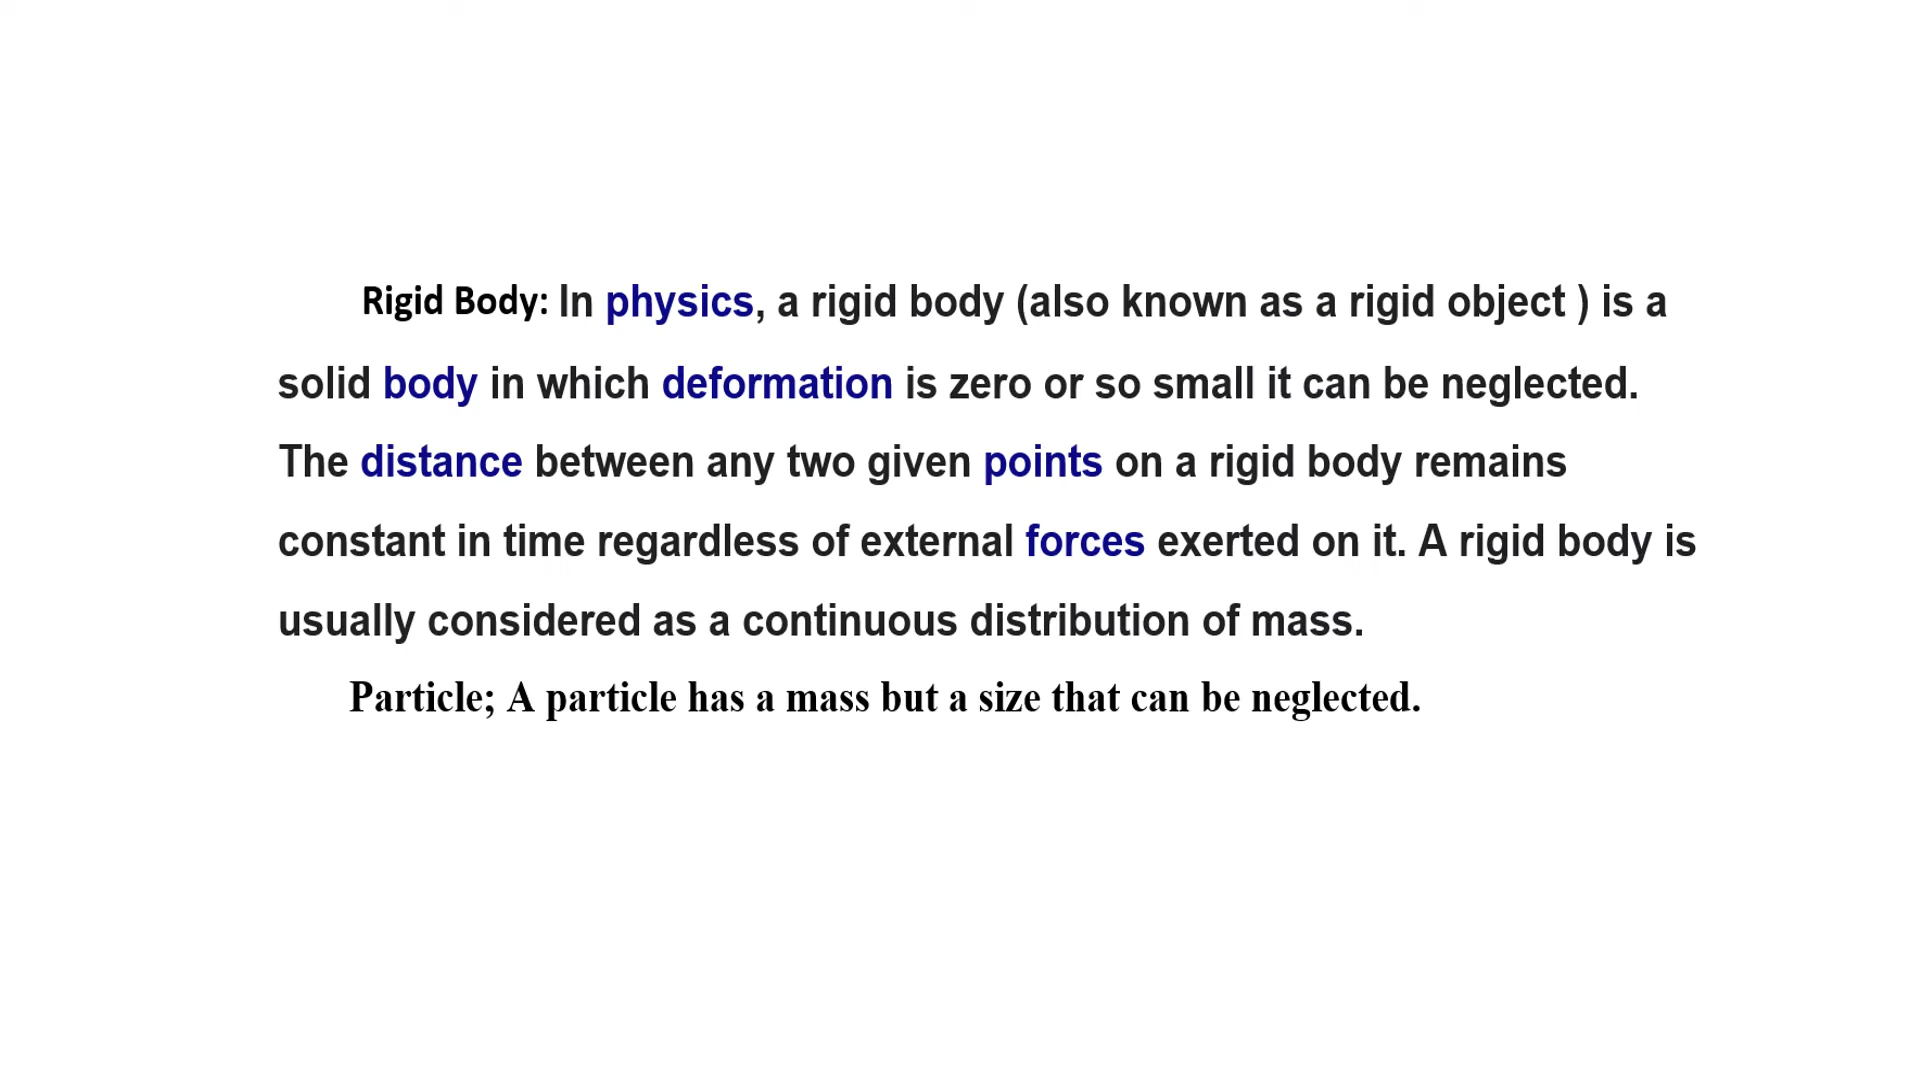 Rigid Body: In physics, a rigid body (also known as a rigid object ) is a
solid body in which deformation is zero or so small it can be neglected.
The distance between any two given points on a rigid body remains
constant in time regardless of external forces exerted on it. A rigid body is
usually considered as a continuous distribution of mass.
Particle; A particle has a mass but a size that can be neglected.